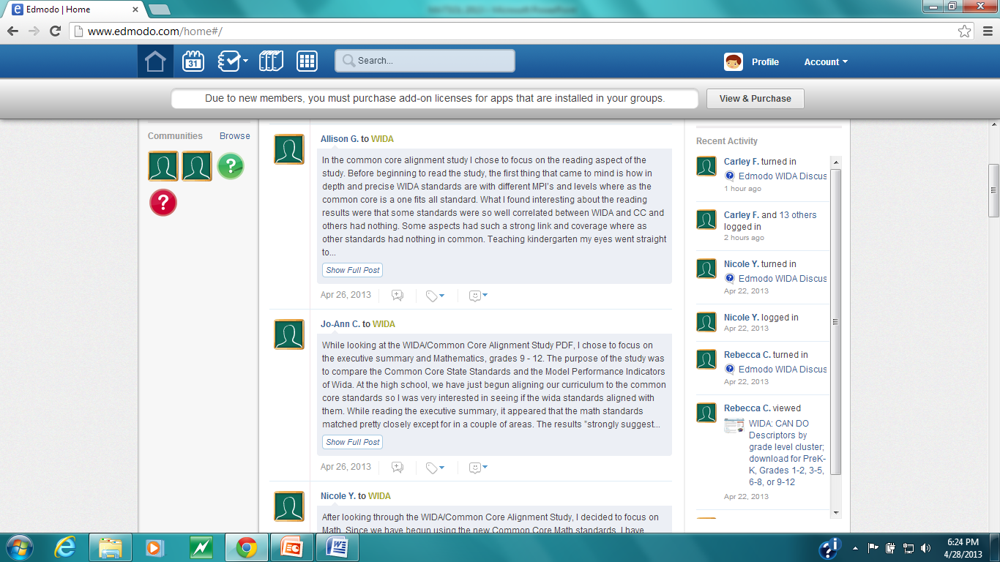 Edmodo | Home
www.edmodo.com/home#/
31
Search...
Profile
Account
Due to new members, you must purchase add-on licenses for apps that are installed in your groups.
View & Purchase
Communities
Browse
?
?
Allison G. to WIDA
In the common core alignment study I chose to focus on the reading aspect of the
study. Before beginning to read the study, the first thing that came to mind is how in
depth and precise WIDA standards are with different MPI's and levels where as the
common core is a one fits all standard. What I found interesting about the reading
results were that some standards were so well correlated between WIDA and CC and
others had nothing. Some aspects had such a strong link and coverage where as
other standards had nothing in common. Teaching kindergarten my eyes went straight
to...
Show Full Post
Apr 26, 2013
Jo-Ann C. to WIDA
While looking at the WIDA/Common Core Alignment Study PDF, I chose to focus on
the executive summary and Mathematics, grades 9 - 12. The purpose of the study was
to compare the Common Core State Standards and the Model Performance Indicators
of Wida. At the high school, we have just begun aligning our curriculum to the common
core standards so I was very interested in seeing if the wida standards aligned with
them. While reading the executive summary, it appeared that the math standards
matched pretty closely except for in a couple of areas. The results "strongly suggest...
Show Full Post
Apr 26, 2013
Nicole Y. to WIDA
After looking through the WIDA/Common Core Alignment Study, I decided to focus on
Math. Since we have begun using the new Common Core Math standards, I have
Recent Activity
Carley F. turned in
Edmodo WIDA Discus
1 hour ago
Carley F. and 13 others
logged in
2 hours ago
Nicole Y. turned in
Edmodo WIDA Discus
Apr 22, 2013
Nicole Y. logged in
Apr 22, 2013
Rebecca C. turned in
Edmodo WIDA Discus
Apr 22, 2013
Rebecca C. viewed
WIDA: CAN DO
Descriptors by
grade level cluster;
download for PreK-
K, Grades 1-2, 3-5,
6-8, or 9-12
Apr 22, 2013
6:24 PM
4/28/2013